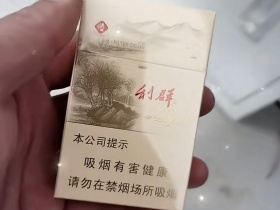 利群
本公司提示
吸烟有害健康
请勿在禁烟场所吸烟